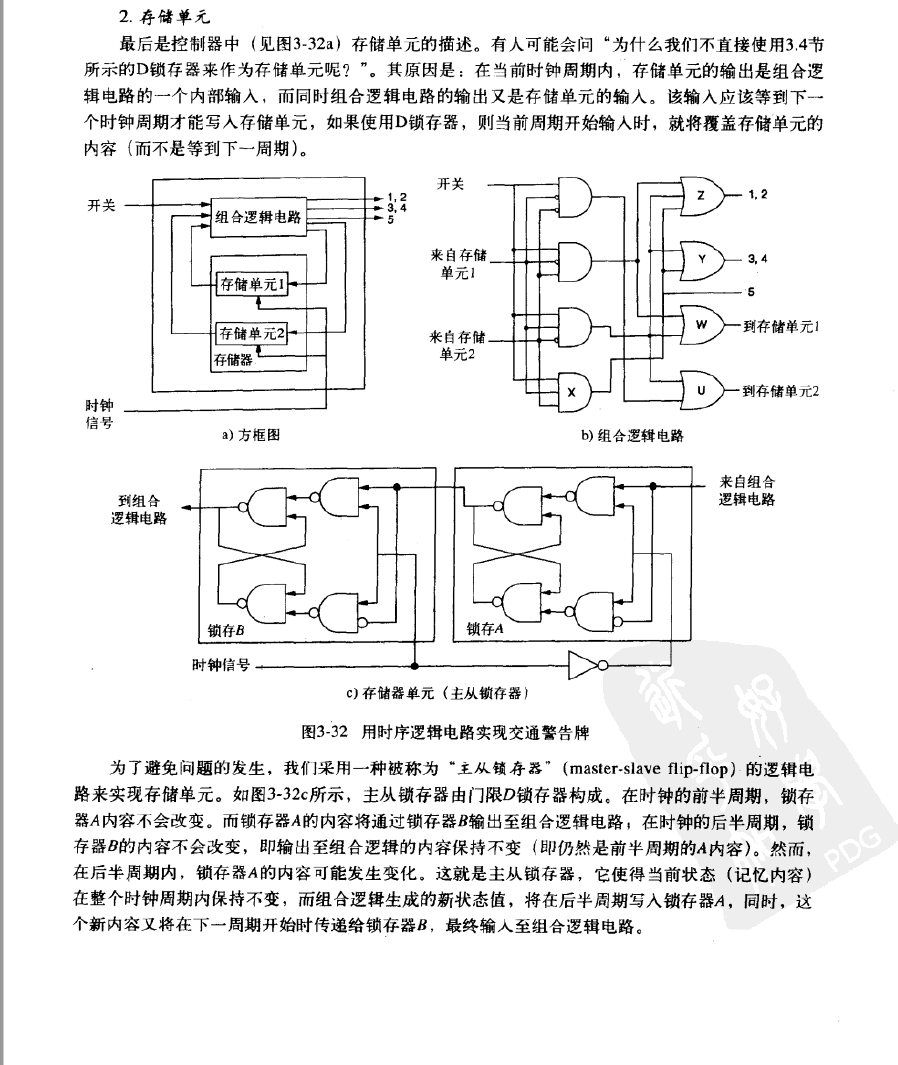 2. 存储单元
最后是控制器中（见图3-32a）存储单元的描述。有人可能会问“为什么我们不直接使用3.4节
所示的D锁存器来作为存储单元呢？”。其原因是：在当前时钟周期内，存储单元的输出是组合逻
辑电路的一个内部输入，而同时组合逻辑电路的输出又是存储单元的输入。该输入应该等到下一
个时钟周期才能写入存储单元，如果使用D锁存器，则当前周期开始输入时，就将覆盖存储单元的
内容（而不是等到下一周期）。
开关
组合逻辑电路
1, 2
3, 4
5
存储单元1
存储单元2
存储器
时钟
信号
a) 方框图
开关
来自存储
单元1
来自存储
单元2
X
Z
1, 2
Y
3, 4
5
W
到存储单元1
U
到存储单元2
b) 组合逻辑电路
到组合
逻辑电路
来自组合
逻辑电路
锁存B
锁存A
时钟信号
c) 存储器单元（主从锁存器）
图3-32 用时序逻辑电路实现交通警告牌
为了避免问题的发生，我们采用一种被称为“主从锁存器”（master-slave flip-flop）的逻辑电
路来实现存储单元。如图3-32c所示，主从锁存器由门限D锁存器构成。在时钟的前半周期，锁存
器A内容不会改变。而锁存器A的内容将通过锁存器B输出至组合逻辑电路；在时钟的后半周期，锁
存器B的内容不会改变，即输出至组合逻辑的内容保持不变（即仍然是前半周期的A内容）。然而，
在后半周期内，锁存器A的内容可能发生变化。这就是主从锁存器，它使得当前状态（记忆内容）
在整个时钟周期内保持不变，而组合逻辑生成的新状态值，将在后半周期写入锁存器A，同时，这
个新内容又将在下一周期开始时传递给锁存器B，最终输入至组合逻辑电路。
PDG